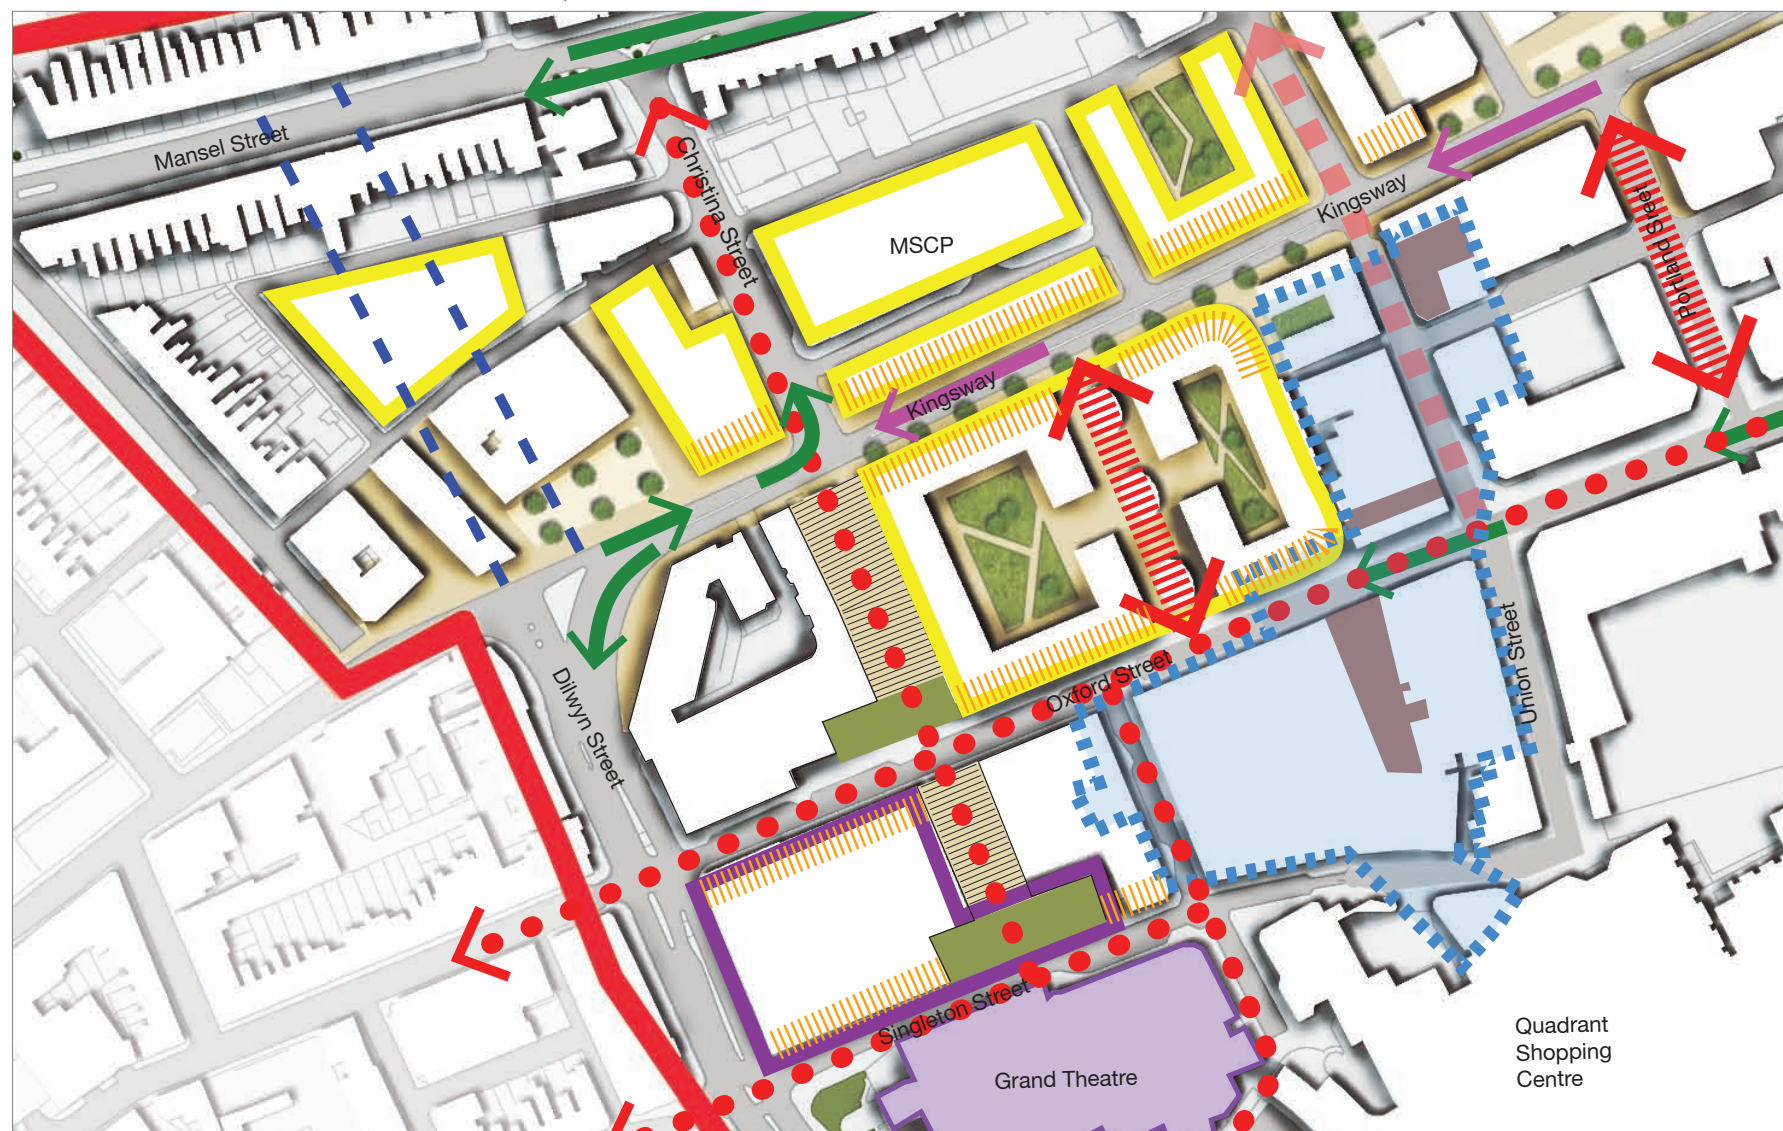 Mansel Street
Christina Street
MSCP
Kingsway
Portland Street
Kingsway
Oxford Street
Union Street
Dilwyn Street
Singleton Street
Grand Theatre
Quadrant
Shopping
Centre